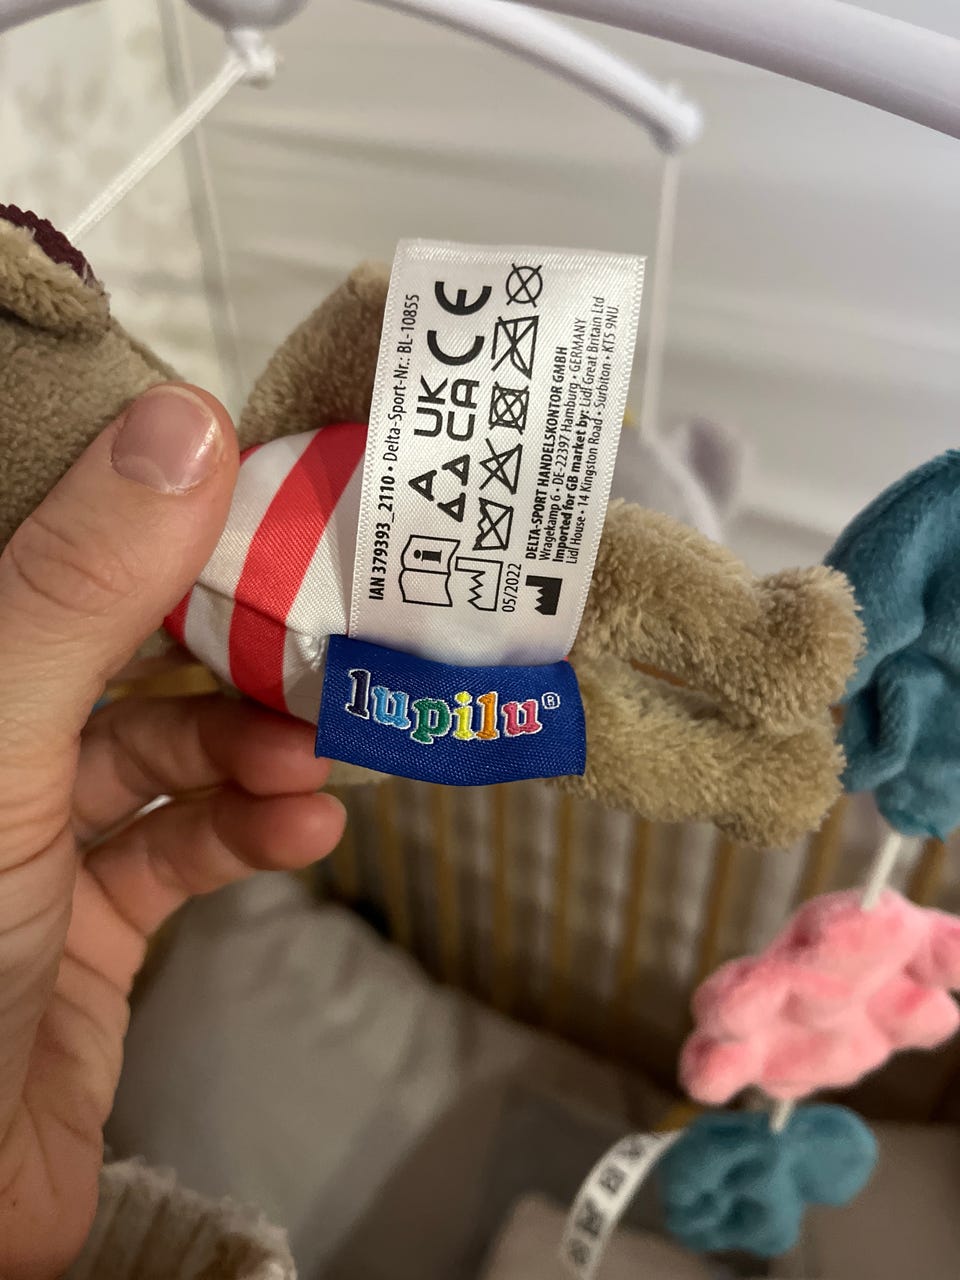 IAN 379393_2110 • Delta-Sport-Nr.: BL-10855
UK
CA
CE
05/2022
DELTA-SPORT HANDELSKONTOR GMBH
Wragekamp 6 • DE-22397 Hamburg • GERMANY
Imported for GB market by: Lidl Great Britain Ltd
Lidl House • 14 Kingston Road • Surbiton • KT5 9NU
lupilu®